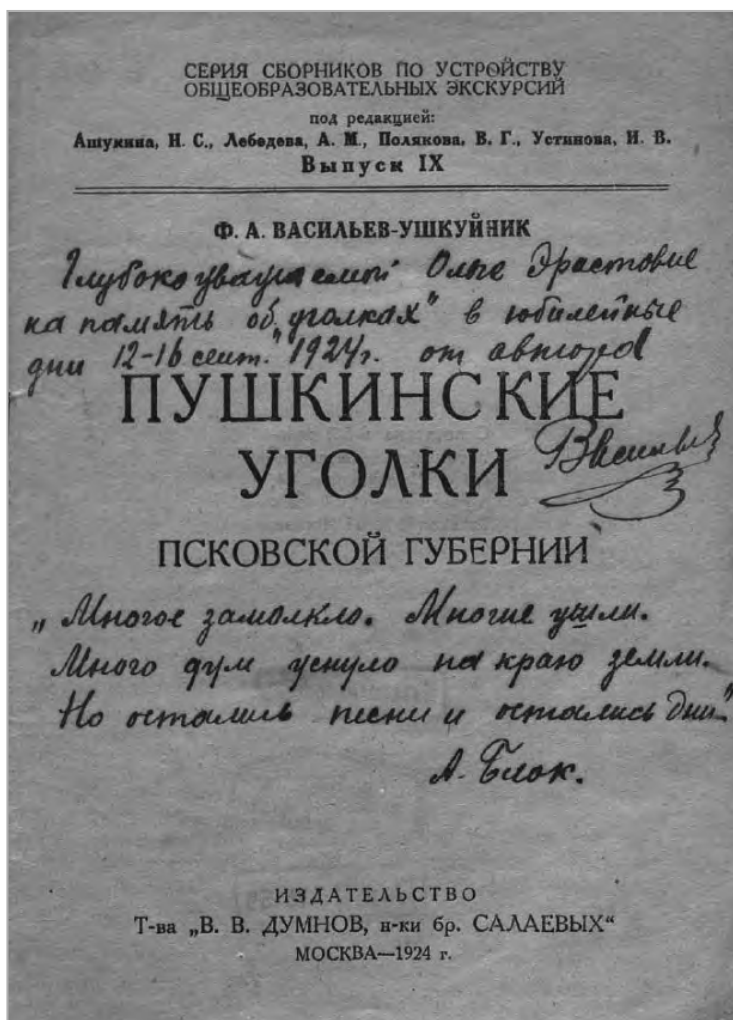 СЕРИЯ СБОРНИКОВ ПО УСТРОЙСТВУ
ОБЩЕОБРАЗОВАТЕЛЬНЫХ ЭКСКУРСИЙ
под редакцией:
Ашукина, Н. С., Лебедева, А. М., Полякова, В. Г., Устинова, И. В.
Выпуск IX
Ф. А. ВАСИЛЬЕВ-УШКУЙНИК
Глубокоуважаемой Ольге Эрастовне
на память об „уголках" в юбилейные
дни 12-16 сент. 1924 г. от автора
ПУШКИНСКИЕ
ФВасильев
УГОЛКИ
ПСКОВСКОЙ ГУБЕРНИИ
„Многое замолкло. Многие ушли.
Много дум уснуло на краю земли.
Но остались песни и остались дни."
А. Блок.
ИЗДАТЕЛЬСТВО
Т-ва „В. В. ДУМНОВ, н-ки бр. САЛАЕВЫХ"
МОСКВА—1924 г.